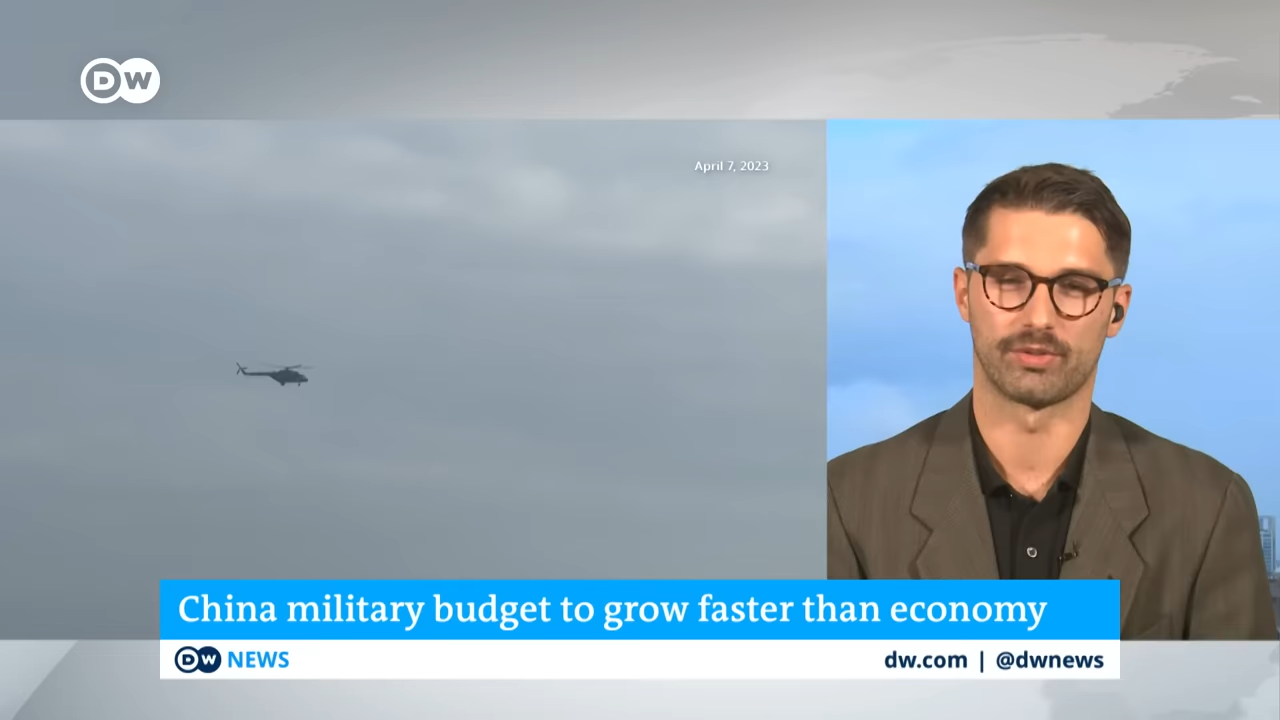 DW
April 7, 2023
China military budget to grow faster than economy
DW NEWS
dw.com | @dwnews